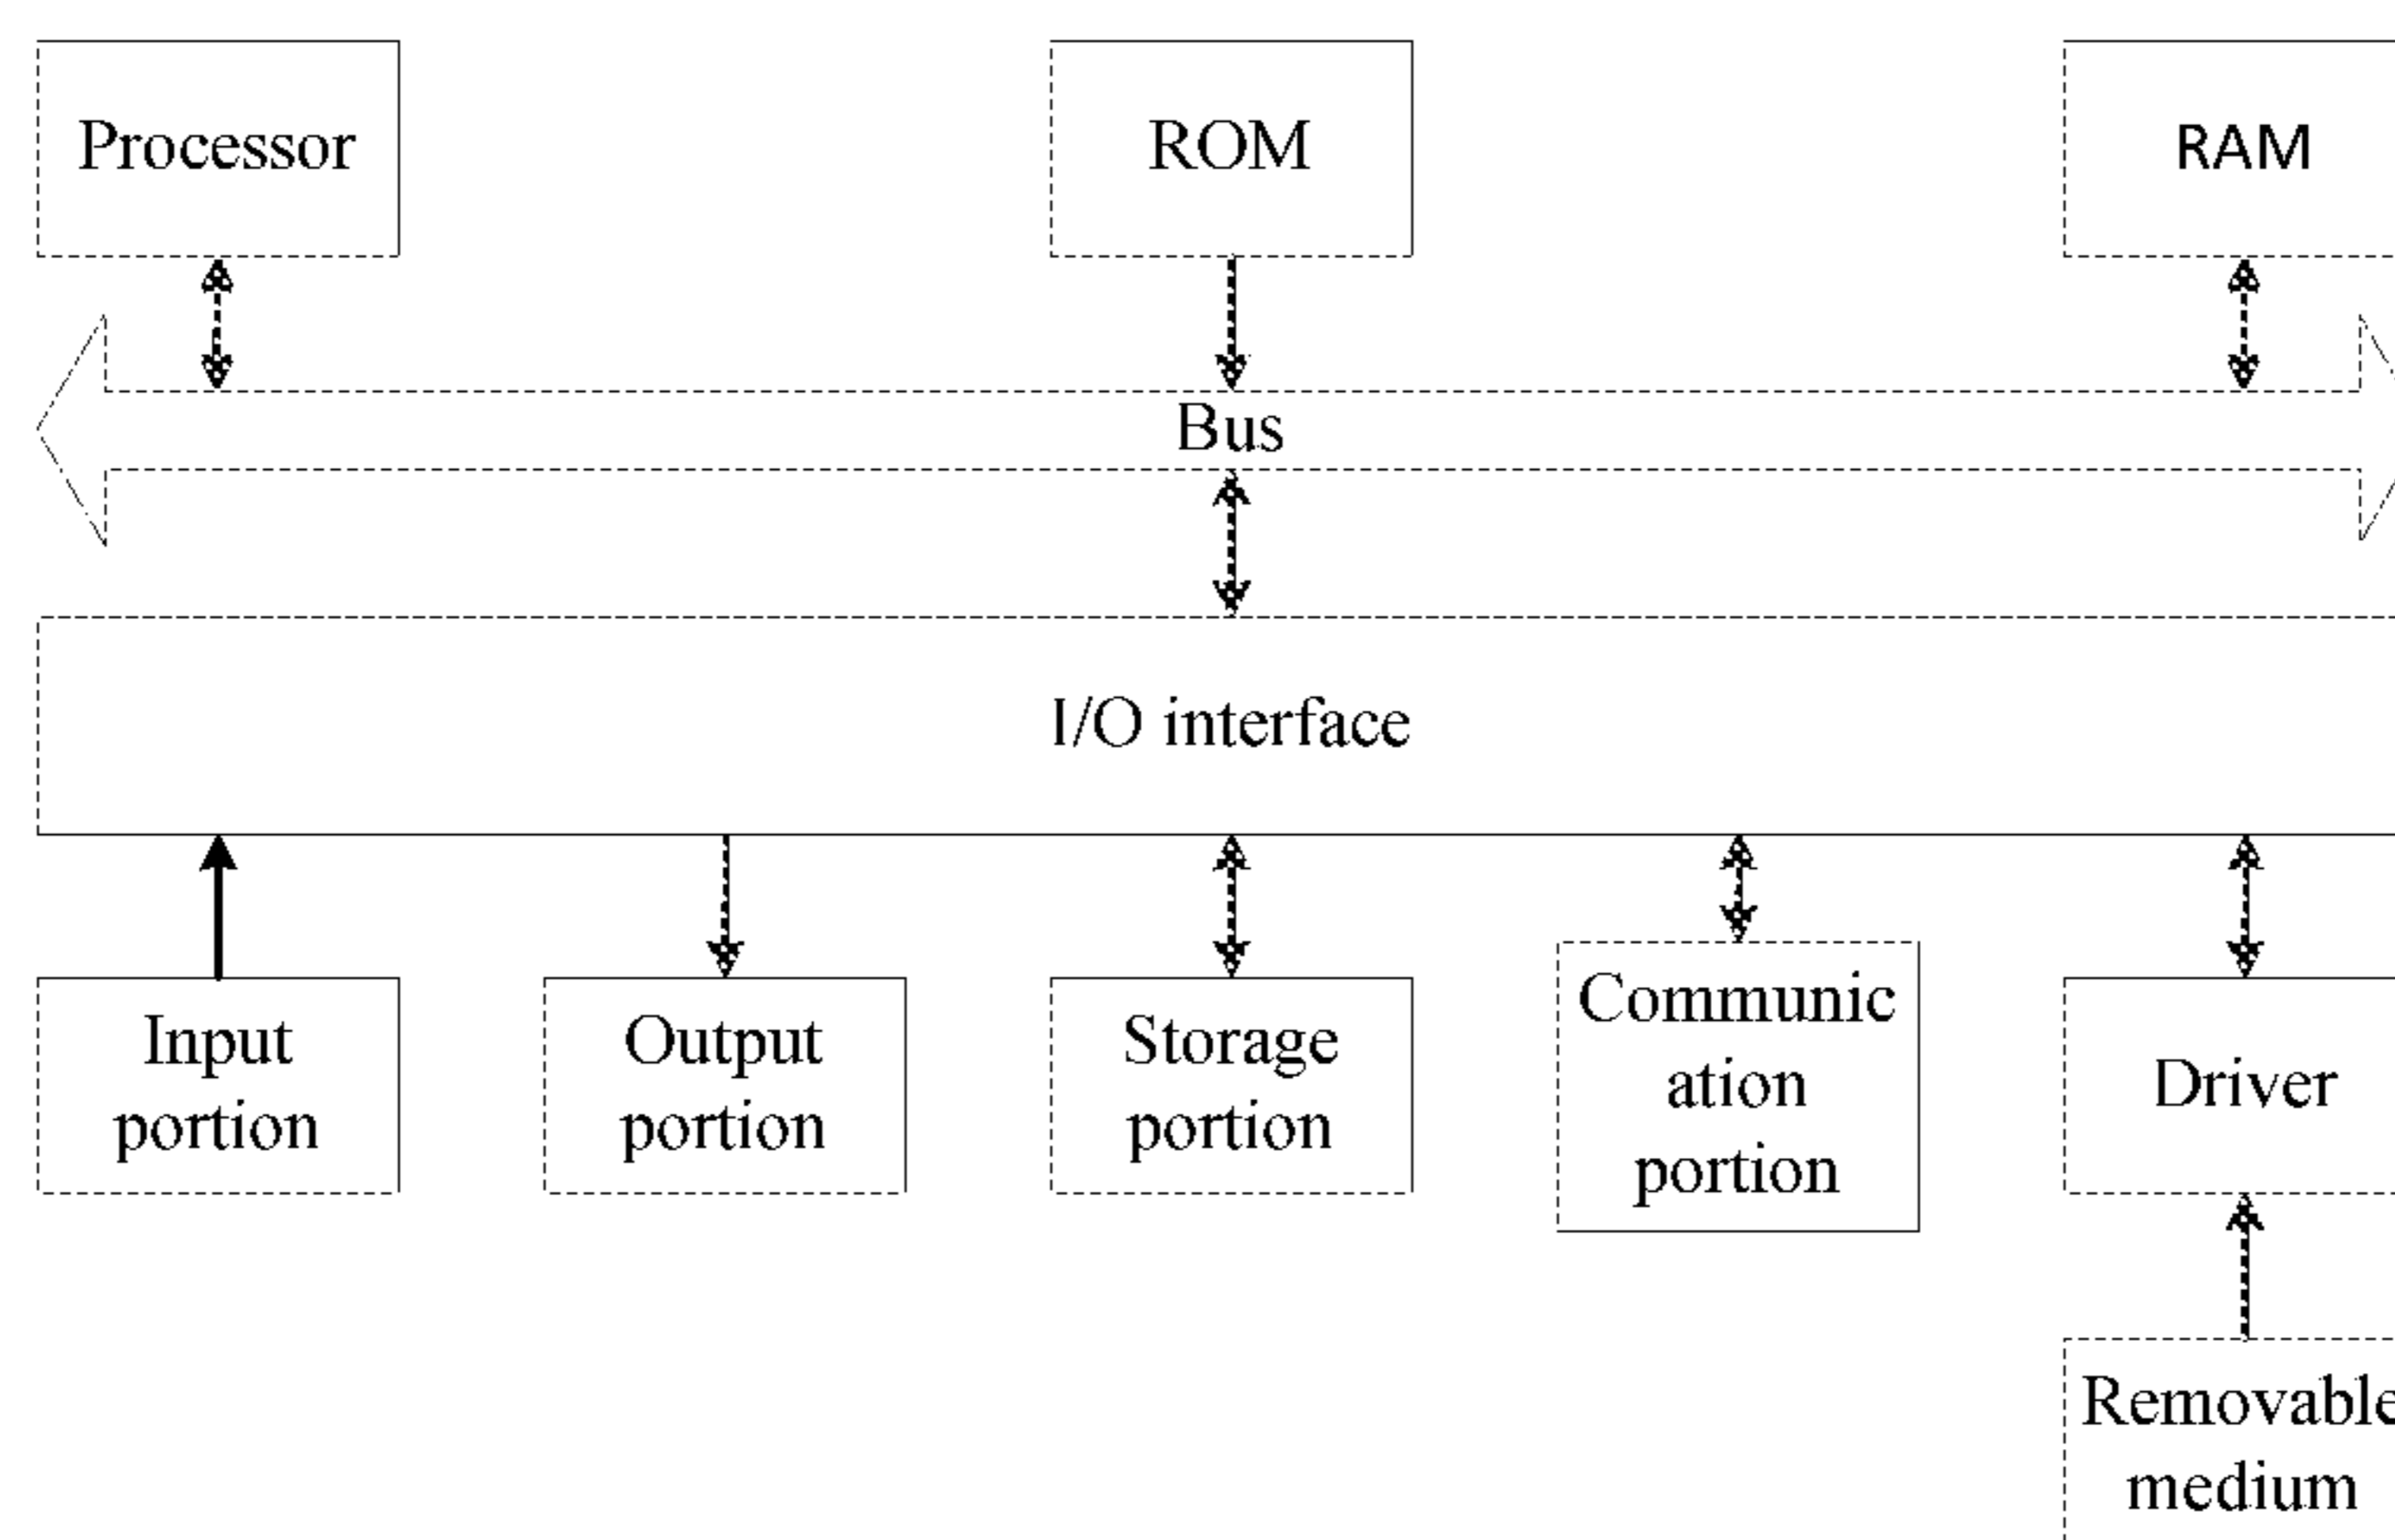 Processor
ROM
RAM
Bus
I/O interface
Input
portion
Output
portion
Storage
portion
Communic
ation
portion
Driver
Removable
medium